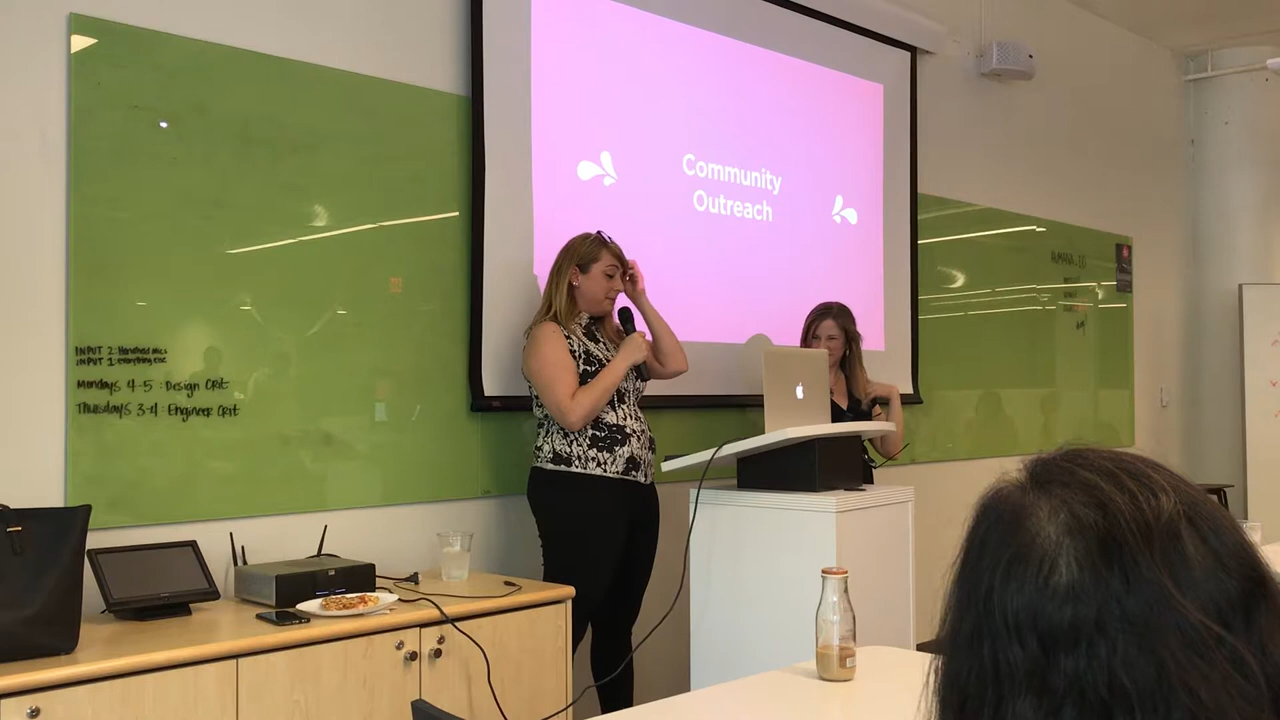 Community
Outreach
INPUT 2: Handheld mics
INPUT 1: everything else
Mondays 4-5 : Design Crit
Thursdays 3-4 : Engineer Crit